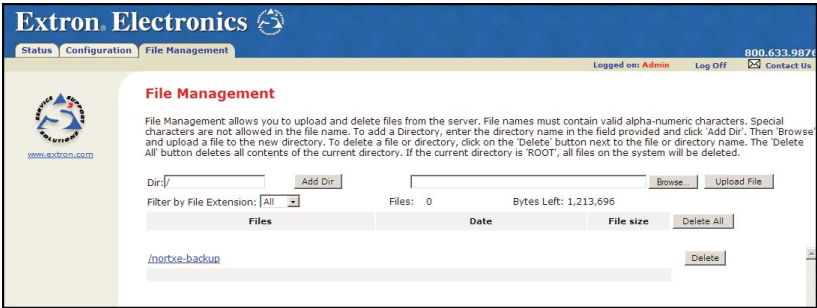 Extron. Electronics
Status Configuration File Management
800.633.9876
Logged on: Admin Log Off Contact Us
SERVICE SUPPORT SOLUTIONS S3
www.extron.com
File Management
File Management allows you to upload and delete files from the server. File names must contain valid alpha-numeric characters. Special
characters are not allowed in the file name. To add a Directory, enter the directory name in the field provided and click 'Add Dir'. Then 'Browse'
and upload a file to the new directory. To delete a file or directory, click on the 'Delete' button next to the file or directory name. The 'Delete
All' button deletes all contents of the current directory. If the current directory is 'ROOT', all files on the system will be deleted.
Dir: / Add Dir Browse... Upload File
Filter by File Extension: All Files: 0 Bytes Left: 1,213,696
Files Date File size Delete All
/nortxe-backup Delete